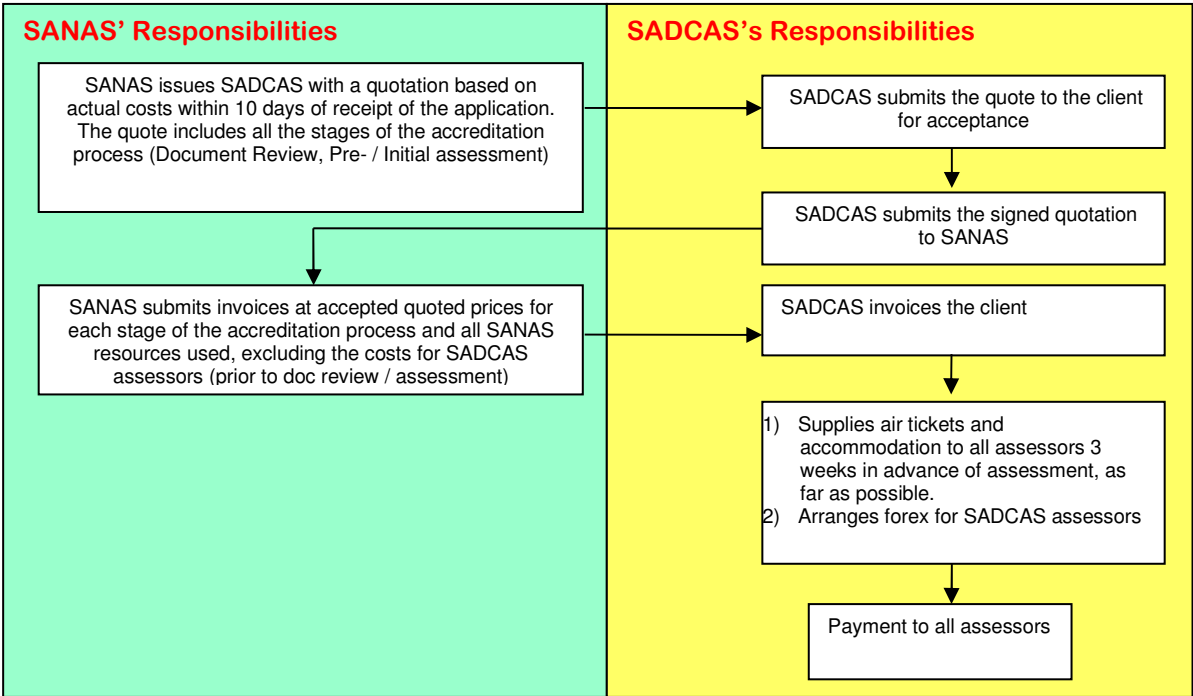 SANAS' Responsibilities
SANAS issues SADCAS with a quotation based on
actual costs within 10 days of receipt of the application.
The quote includes all the stages of the accreditation
process (Document Review, Pre- / Initial assessment)
SADCAS's Responsibilities
SADCAS submits the quote to the client
for acceptance
SADCAS submits the signed quotation
to SANAS
SANAS submits invoices at accepted quoted prices for
each stage of the accreditation process and all SANAS
resources used, excluding the costs for SADCAS
assessors (prior to doc review / assessment)
SADCAS invoices the client
1) Supplies air tickets and
accommodation to all assessors 3
weeks in advance of assessment, as
far as possible.
2) Arranges forex for SADCAS assessors
Payment to all assessors